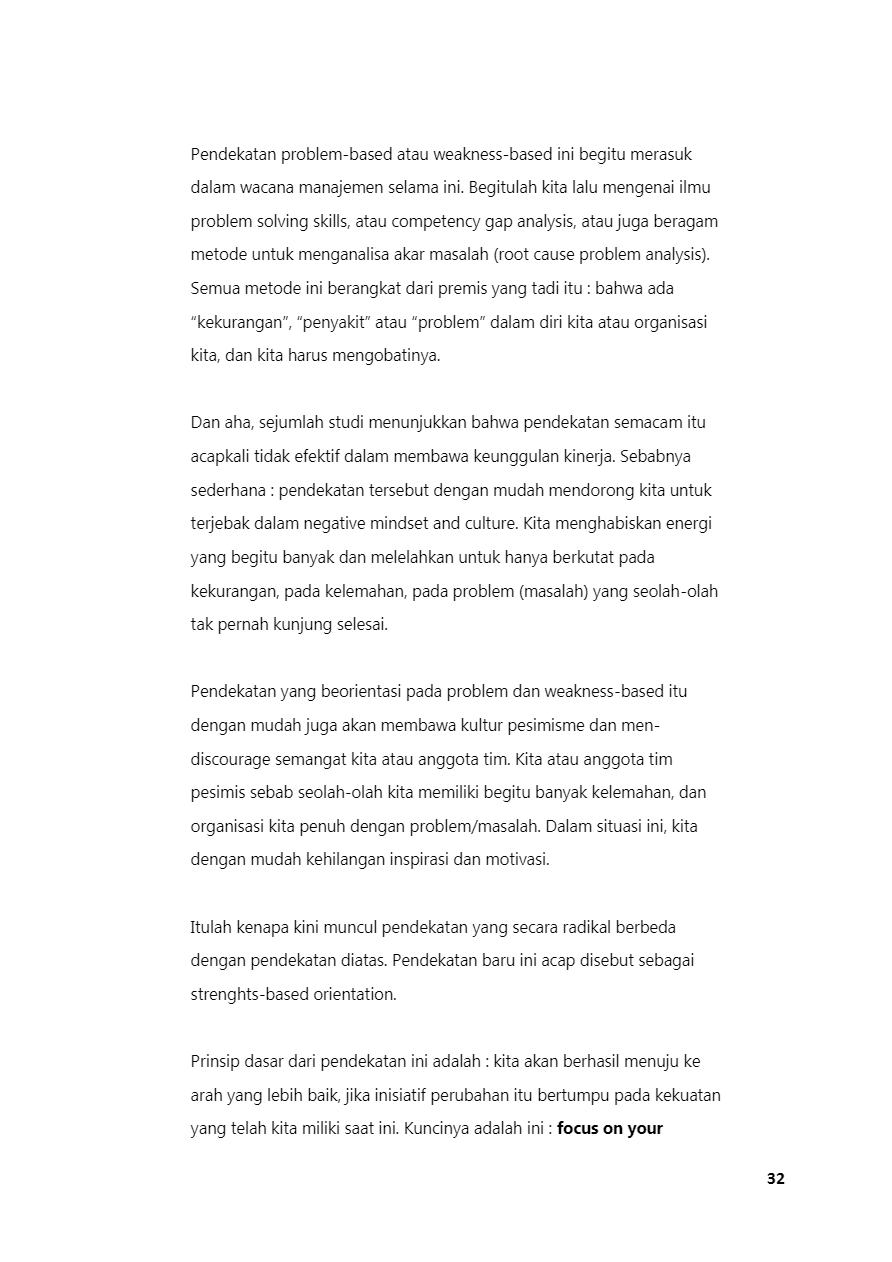 Pendekatan problem-based atau weakness-based ini begitu merasuk
dalam wacana manajemen selama ini. Begitulah kita lalu mengenai ilmu
problem solving skills, atau competency gap analysis, atau juga beragam
metode untuk menganalisa akar masalah (root cause problem analysis).
Semua metode ini berangkat dari premis yang tadi itu : bahwa ada
“kekurangan”, “penyakit” atau “problem” dalam diri kita atau organisasi
kita, dan kita harus mengobatinya.
Dan aha, sejumlah studi menunjukkan bahwa pendekatan semacam itu
acapkali tidak efektif dalam membawa keunggulan kinerja. Sebabnya
sederhana : pendekatan tersebut dengan mudah mendorong kita untuk
terjebak dalam negative mindset and culture. Kita menghabiskan energi
yang begitu banyak dan melelahkan untuk hanya berkutat pada
kekurangan, pada kelemahan, pada problem (masalah) yang seolah-olah
tak pernah kunjung selesai.
Pendekatan yang beorientasi pada problem dan weakness-based itu
dengan mudah juga akan membawa kultur pesimisme dan men-
discourage semangat kita atau anggota tim. Kita atau anggota tim
pesimis sebab seolah-olah kita memiliki begitu banyak kelemahan, dan
organisasi kita penuh dengan problem/masalah. Dalam situasi ini, kita
dengan mudah kehilangan inspirasi dan motivasi.
Itulah kenapa kini muncul pendekatan yang secara radikal berbeda
dengan pendekatan diatas. Pendekatan baru ini acap disebut sebagai
strenghts-based orientation.
Prinsip dasar dari pendekatan ini adalah : kita akan berhasil menuju ke
arah yang lebih baik, jika inisiatif perubahan itu bertumpu pada kekuatan
yang telah kita miliki saat ini. Kuncinya adalah ini : focus on your
32